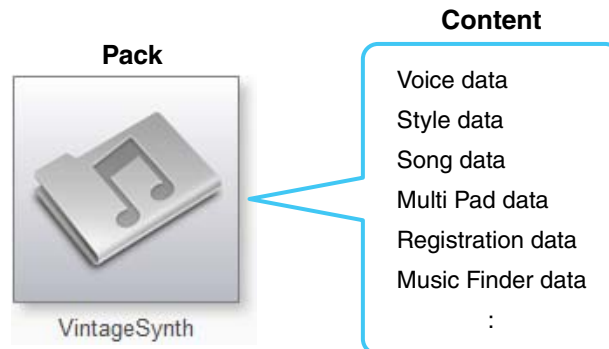 Pack
VintageSynth
Content
Voice data
Style data
Song data
Multi Pad data
Registration data
Music Finder data
: